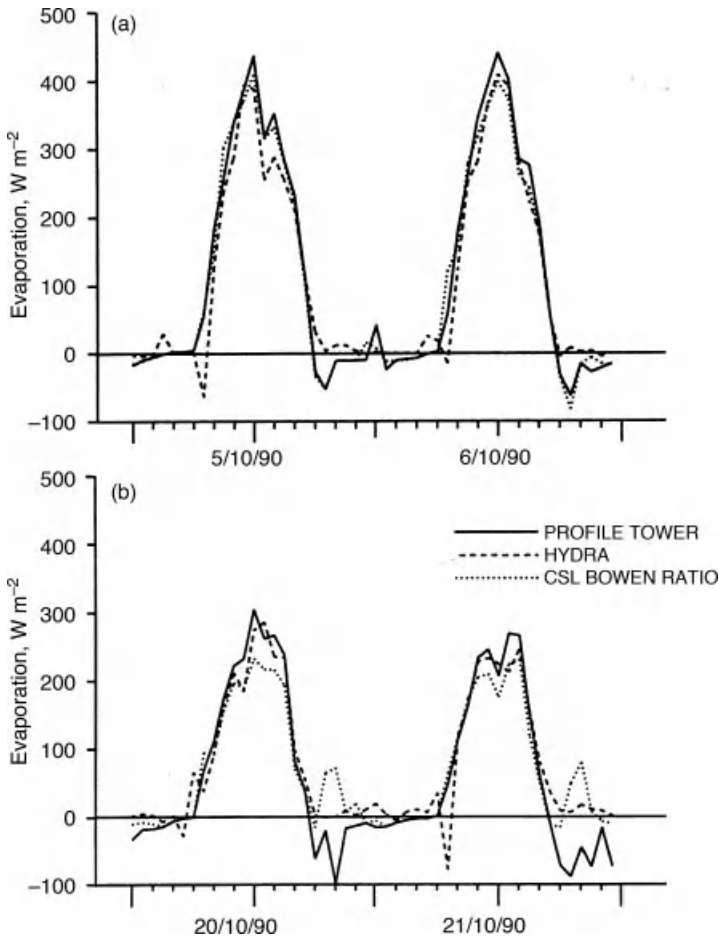 (a)
500
400
300
200
100
0
−100
Evaporation, W m−2
5/10/90
6/10/90
(b)
500
400
300
200
100
0
−100
Evaporation, W m−2
PROFILE TOWER
HYDRA
CSL BOWEN RATIO
20/10/90
21/10/90